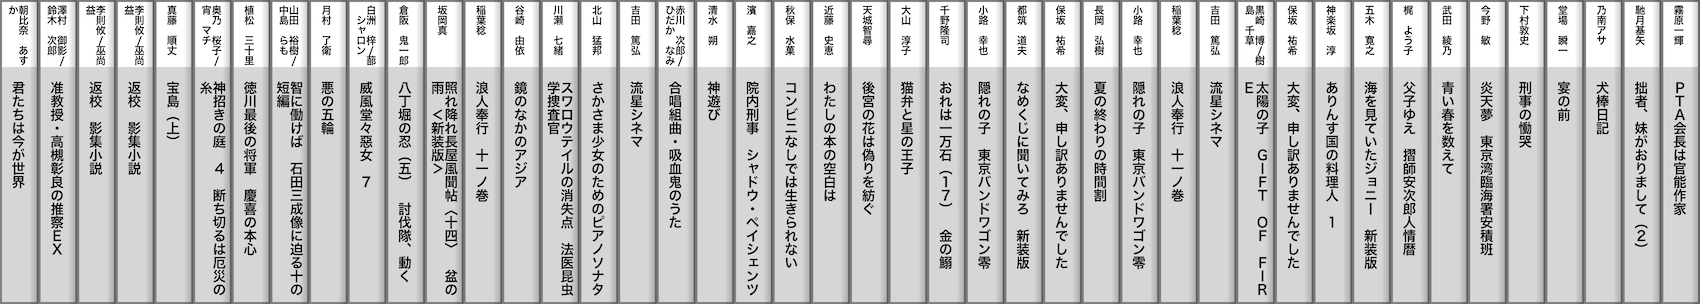 霧原一輝
PTA会長は官能作家
馳月基矢
拙者、妹がおりまして(2)
乃南アサ
犬棒日記
堂場 瞬一
宴の前
下村敦史
刑事の慟哭
今野 敏
炎天夢 東京湾臨海署安積班
武田 綾乃
青い春を数えて
梶 よう子
父子ゆえ 摺師安次郎人情暦
五木 寛之
海を見ていたジョニー 新装版
神楽坂 淳
ありんす国の料理人 1
保坂 祐希
大変、申し訳ありませんでした
黒崎 博/樹
島 千草
太陽の子 GIFT OF FIR
E
吉田 篤弘
流星シネマ
稲葉稔
浪人奉行 十一ノ巻
小路 幸也
隠れの子 東京バンドワゴン零
長岡 弘樹
夏の終わりの時間割
保坂 祐希
大変、申し訳ありませんでした
都筑 道夫
なめくじに聞いてみろ 新装版
小路 幸也
隠れの子 東京バンドワゴン零
千野隆司
おれは一万石(17) 金の鰯
大山 淳子
猫弁と星の王子
天城智尋
後宮の花は偽りを紡ぐ
近藤 史恵
わたしの本の空白は
秋保 水菓
コンビニなしでは生きられない
濱 嘉之
院内刑事 シャドウ・ペイシェンツ
清水 朔
神遊び
赤川 次郎/
ひだか なみ
合唱組曲・吸血鬼のうた
吉田 篤弘
流星シネマ
北山 猛邦
さかさま少女のためのピアノソナタ
川瀬 七緒
スワロウテイルの消失点 法医昆虫
学捜査官
谷崎 由依
鏡のなかのアジア
稲葉稔
浪人奉行 十一ノ巻
坂岡真
照れ降れ長屋風聞帖〈十四〉 盆の
雨 <新装版>
倉阪 鬼一郎
八丁堀の忍(五) 討伐隊、動く
白洲 梓/蔀
シャロン
威風堂々惡女 7
月村 了衛
悪の五輪
山田 裕樹/
中島 らも
智に働けば 石田三成像に迫る十の
短編
植松 三十里
徳川最後の将軍 慶喜の本心
奥乃 桜子/
宵 マチ
神招きの庭 4 断ち切るは厄災の
糸
真藤 順丈
宝島(上)
李則攸/巫尚
益
返校 影集小説
李則攸/巫尚
益
返校 影集小説
澤村 御影/
鈴木 次郎
准教授・高槻彰良の推察EX
朝比奈 あす
か
君たちは今が世界